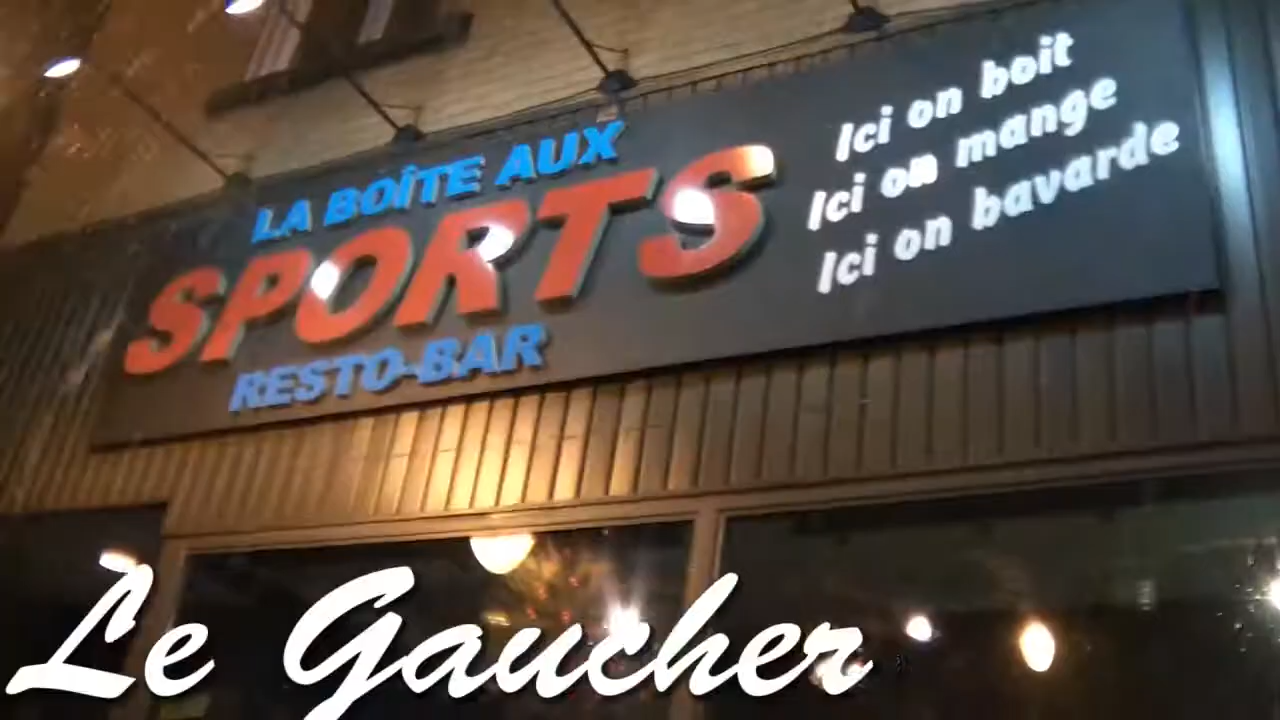 LA BOÎTE AUX
SPORTS
RESTO-BAR
Ici on boit
Ici on mange
Ici on bavarde
Le Gaucher